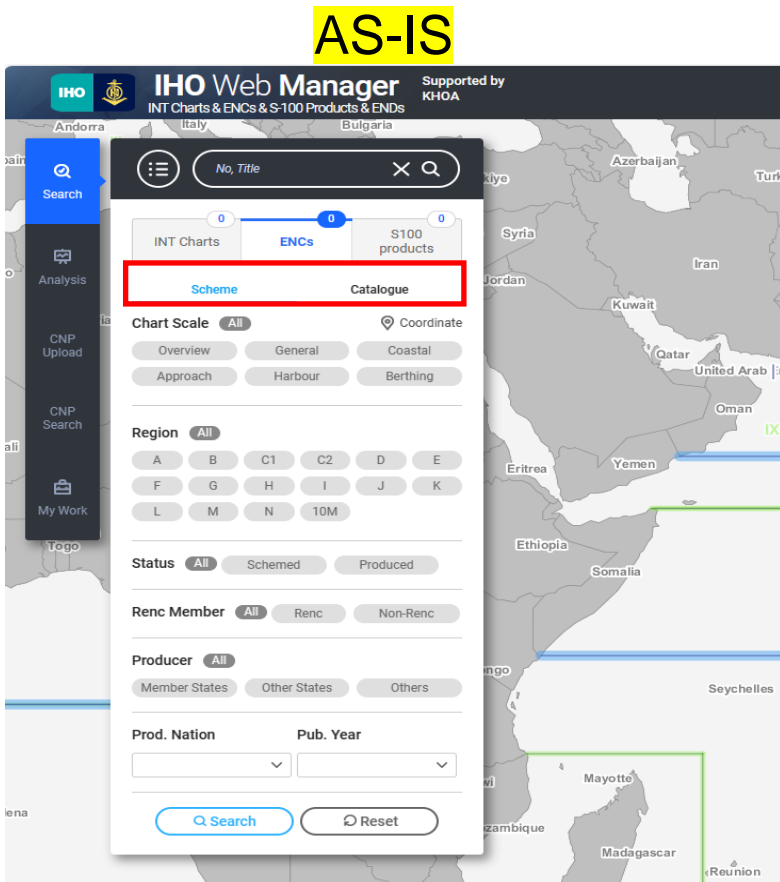 AS-IS
IHO
IHO Web Manager
INT Charts & ENCs & S-100 Products & ENDs
Supported by
KHOA
Andorra
Italy
Bulgaria
Search
Analysis
CNP
Upload
CNP
Search
My Work
No, Title
0
INT Charts
0
ENCs
0
S100
products
Scheme
Catalogue
Chart Scale
All
Coordinate
Overview
General
Coastal
Approach
Harbour
Berthing
Region
All
A
B
C1
C2
D
E
F
G
H
I
J
K
L
M
N
10M
Status
All
Schemed
Produced
Renc Member
All
Renc
Non-Renc
Producer
All
Member States
Other States
Others
Prod. Nation
Pub. Year
Search
Reset
Azerbaijan
Syria
Iran
Jordan
Kuwait
Qatar
United Arab
Oman
IX
Eritrea
Yemen
Ethiopia
Somalia
Togo
Seychelles
Mayotte
Madagascar
Reunion